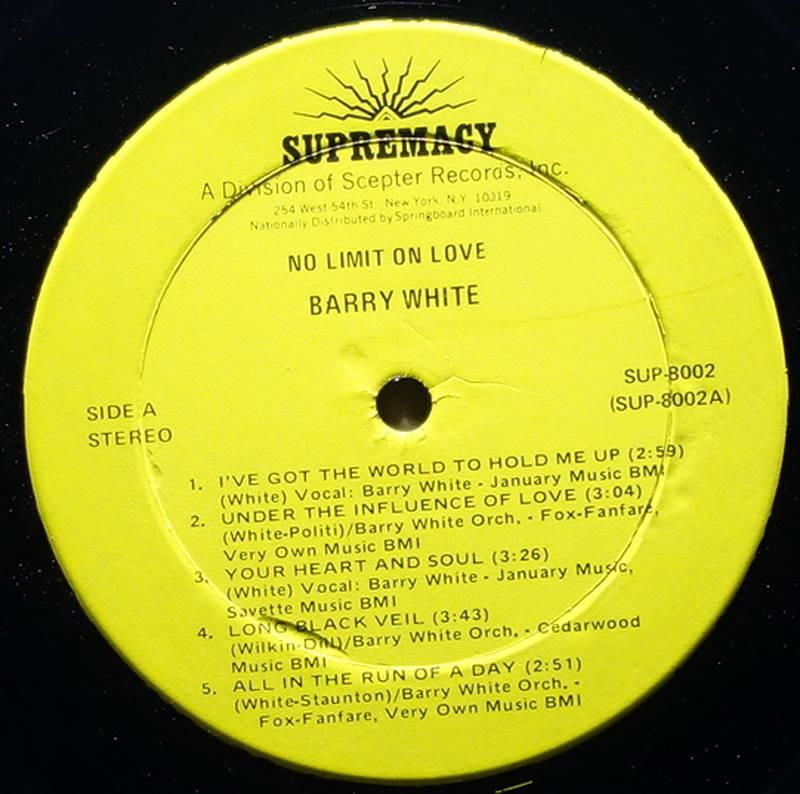 SUPREMACY
A Division of Scepter Records, Inc.
254 West 54th St. New York N.Y. 10019
Nationally Distributed by Springboard International
NO LIMIT ON LOVE
BARRY WHITE
SUP-8002
(SUP-8002A)
SIDE A
STEREO
1. I'VE GOT THE WORLD TO HOLD ME UP (2:59)
(White) Vocal: Barry White - January Music BMI
2. UNDER THE INFLUENCE OF LOVE (3:04)
(White-Politi)/Barry White Orch. - Fox-Fanfare,
Very Own Music BMI
3. YOUR HEART AND SOUL (3:26)
(White) Vocal: Barry White - January Music,
Savette Music BMI
4. LONG BLACK VEIL (3:43)
(Wilkin-Dill)/Barry White Orch. - Cedarwood
Music BMI
5. ALL IN THE RUN OF A DAY (2:51)
(White-Staunton)/Barry White Orch. -
Fox-Fanfare, Very Own Music BMI